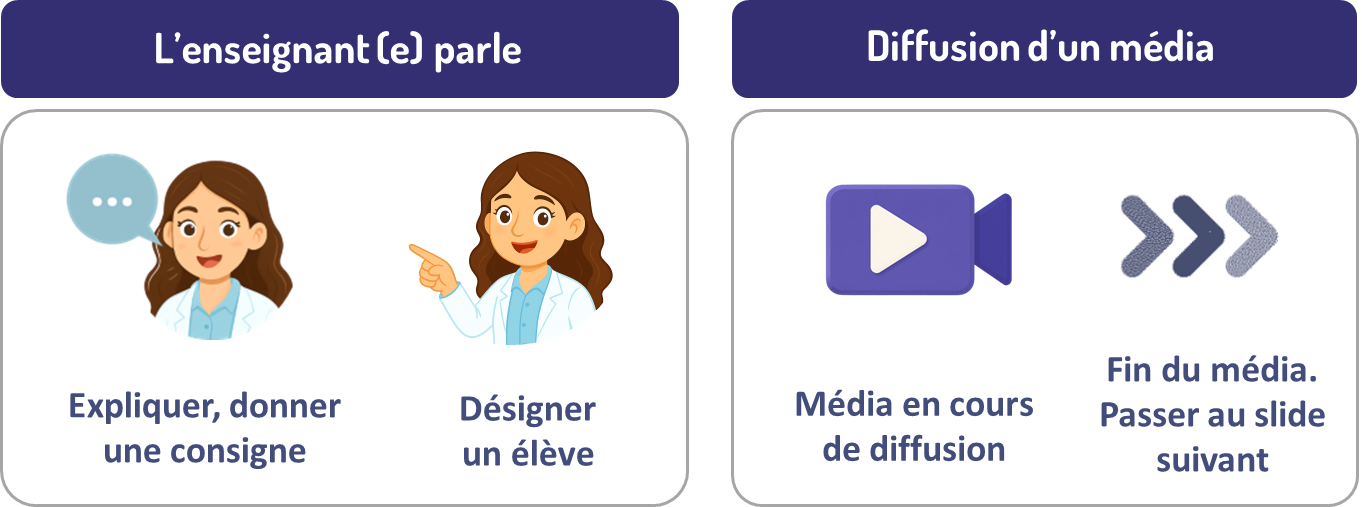 L'enseignant(e) parle
Diffusion d'un média
Expliquer, donner
une consigne
Désigner
un élève
Média en cours
de diffusion
Fin du média.
Passer au slide
suivant